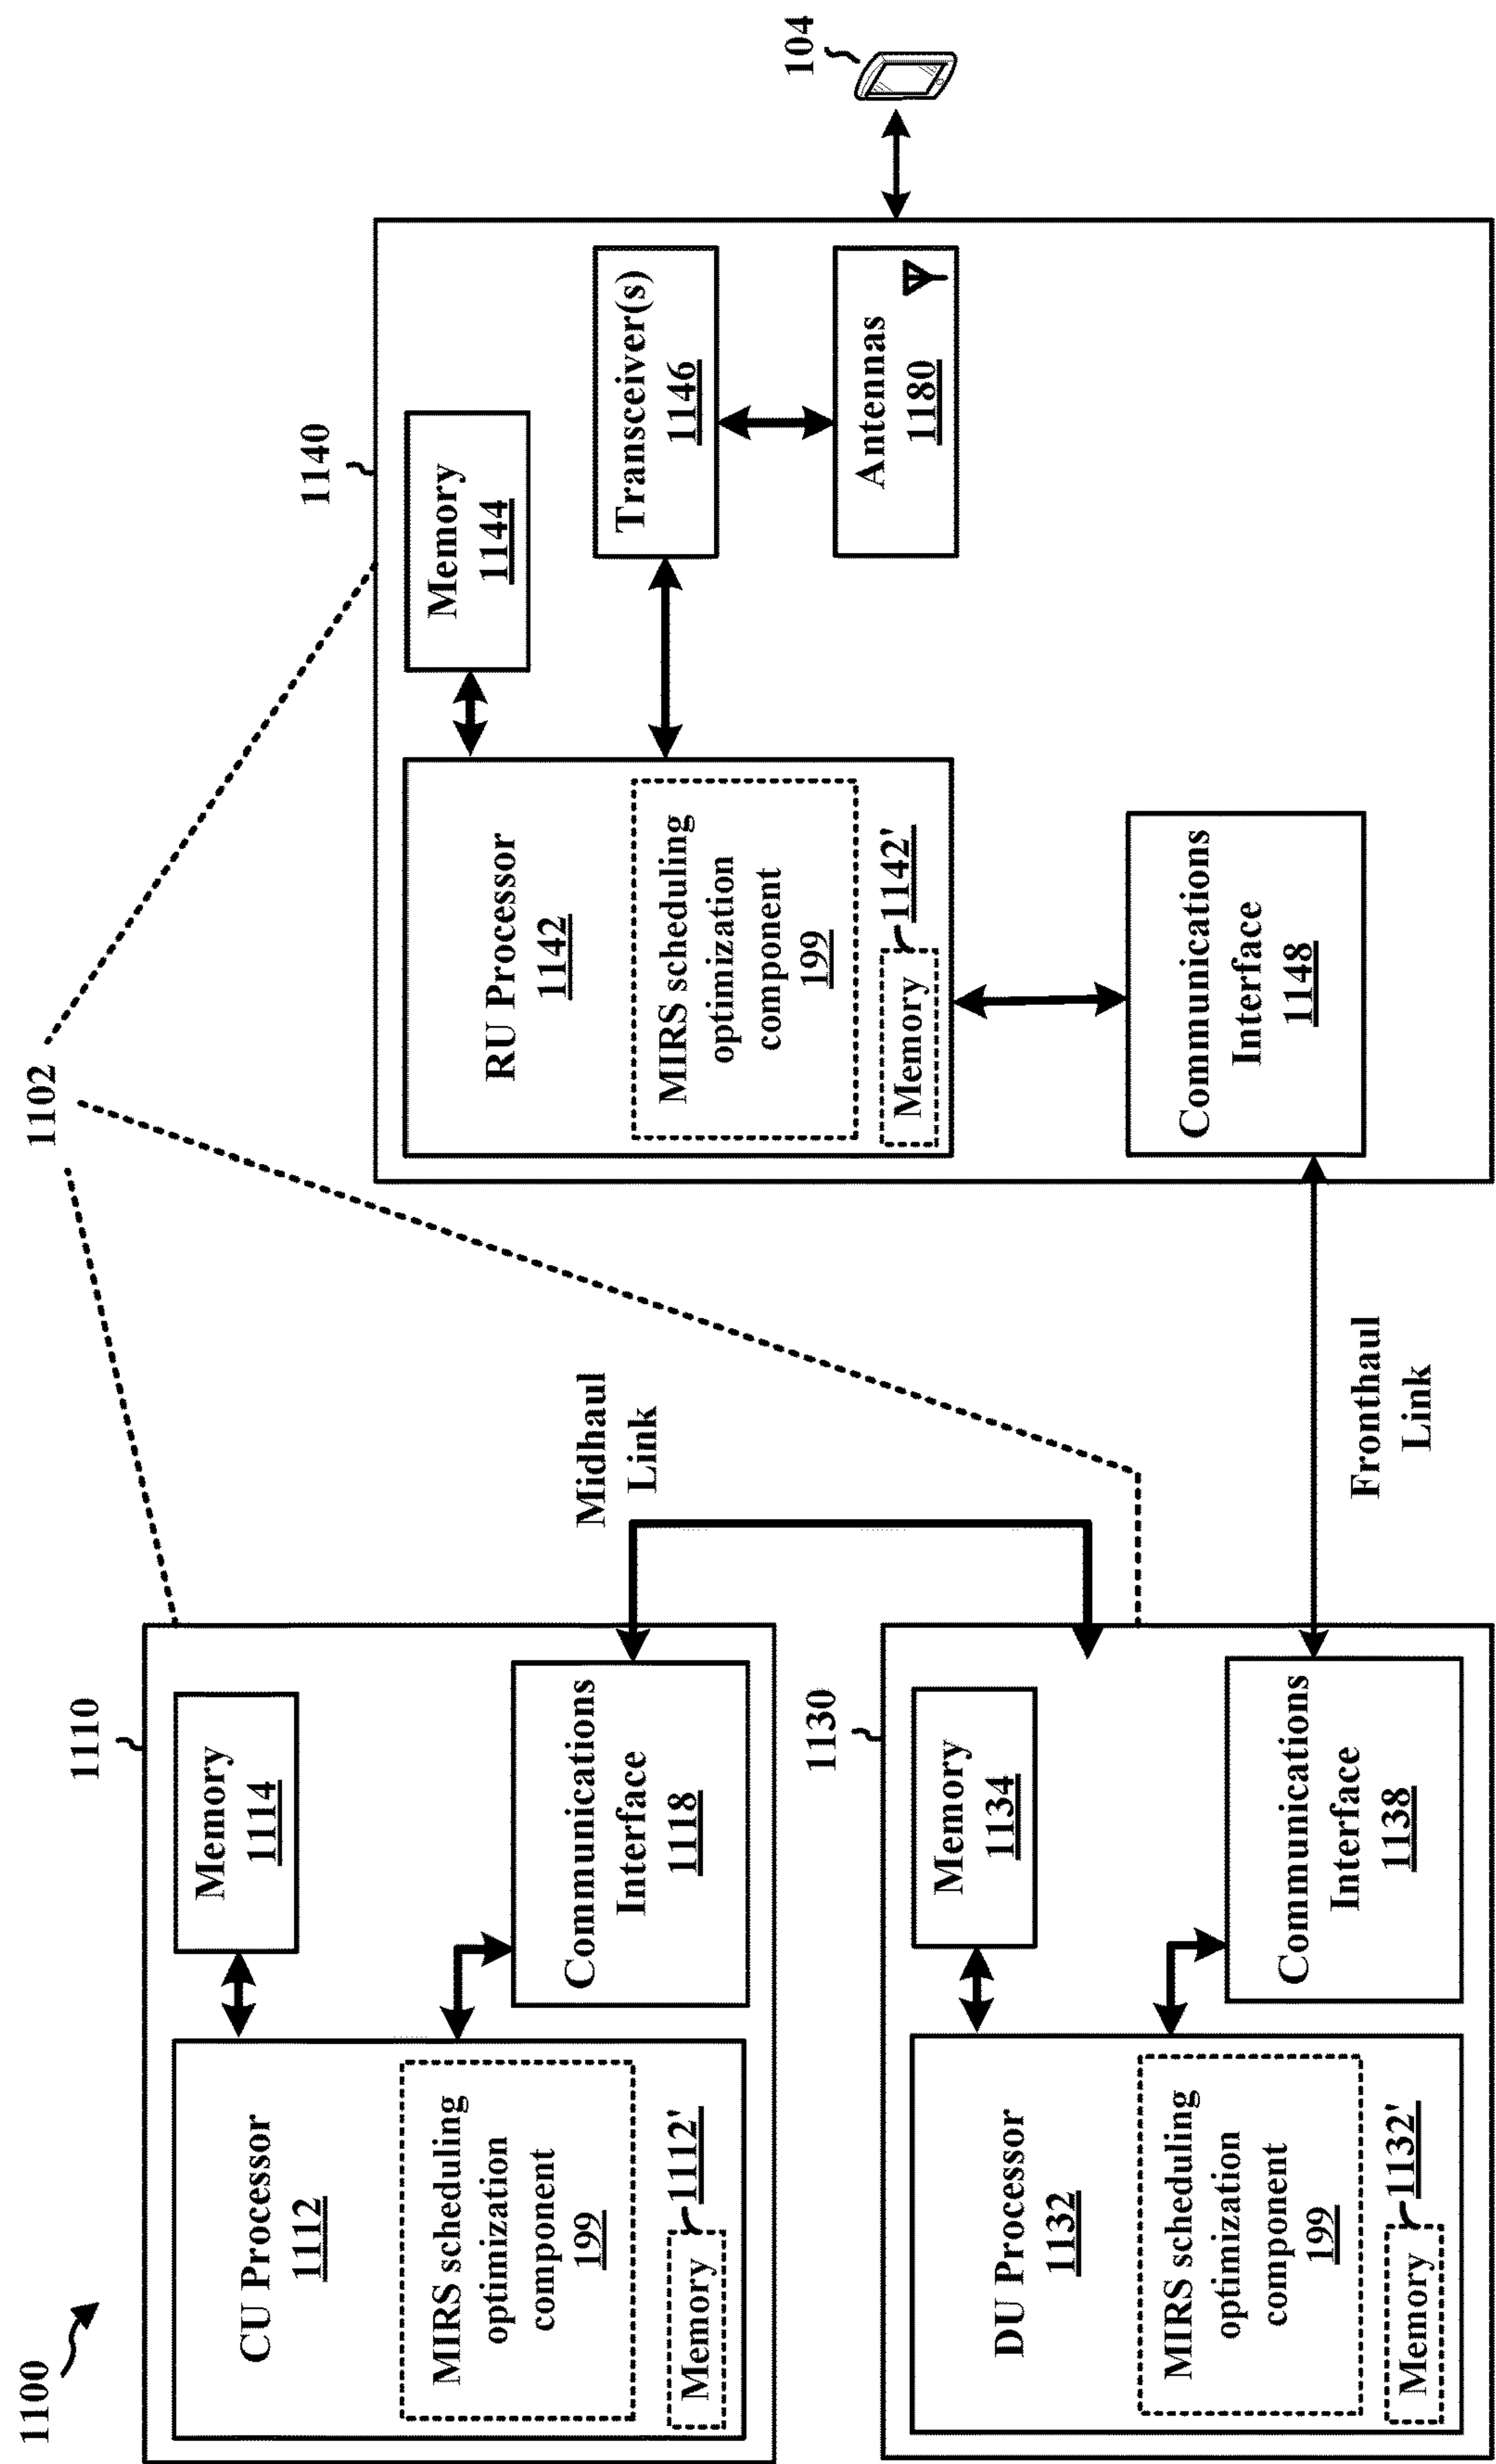 1100
1102
1110
CU Processor
1112
MIRS scheduling
optimization
component
199
Memory
1112'
Memory
1114
Communications
Interface
1118
Midhaul
Link
1130
DU Processor
1132
MIRS scheduling
optimization
component
199
Memory
1132'
Memory
1134
Communications
Interface
1138
Fronthaul
Link
1140
RU Processor
1142
MIRS scheduling
optimization
component
199
Memory
1142'
Memory
1144
Transceiver(s)
1146
Antennas
1180
Communications
Interface
1148
104